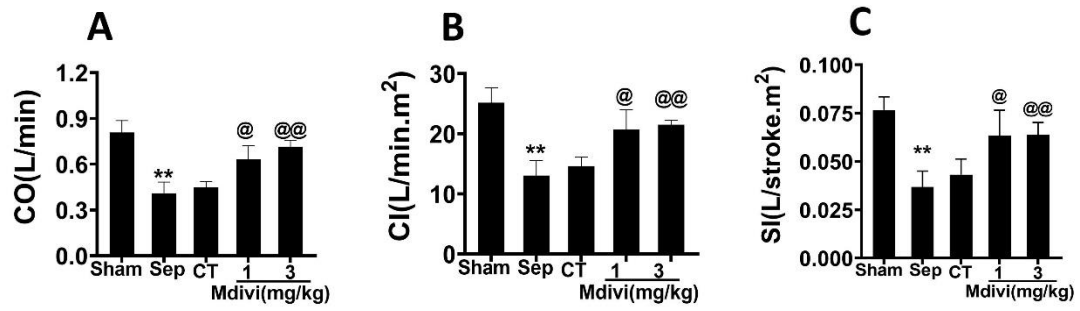 A
CO(L/min)
1.2
0.9
0.6
0.3
0.0
**
@
@@
Sham
Sep
CT
1
3
Mdivi(mg/kg)
B
CI(L/min.m²)
30
20
10
0
**
@
@@
Sham
Sep
CT
1
3
Mdivi(mg/kg)
C
SI(L/stroke.m²)
0.100
0.075
0.050
0.025
0.000
**
@
@@
Sham
Sep
CT
1
3
Mdivi(mg/kg)